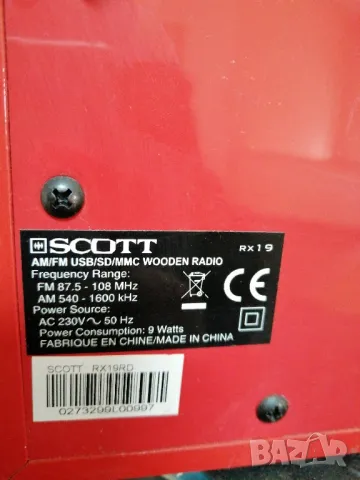 SCOTT RX19
AM/FM USB/SD/MMC WOODEN RADIO
Frequency Range:
FM 87.5 - 108 MHz
AM 540 - 1600 kHz
Power Source:
AC 230V ~ 50 Hz
Power Consumption: 9 Watts
FABRIQUE EN CHINE/MADE IN CHINA
CE
SCOTT RX19RD
0273299L00997
BAZAR.bg